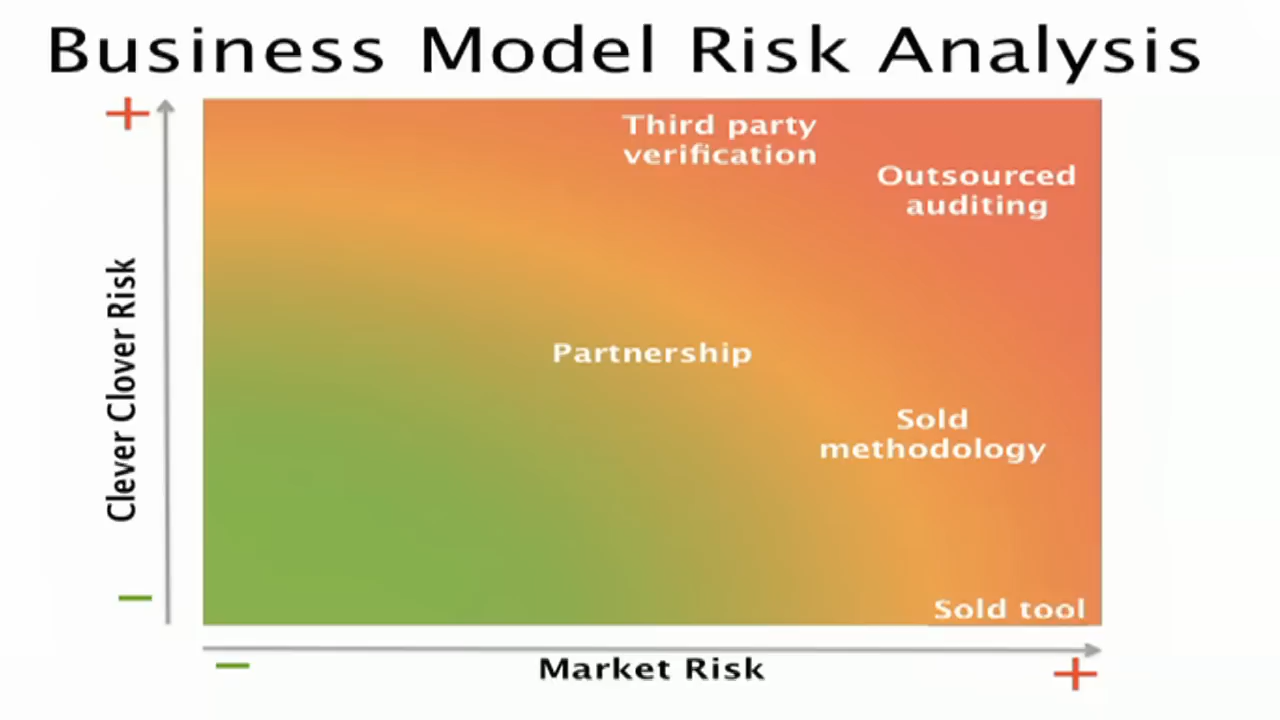 Business Model Risk Analysis
+
Third party
verification
Outsourced
auditing
Clever Clover Risk
Partnership
Sold
methodology
Sold tool
−
−
Market Risk
+